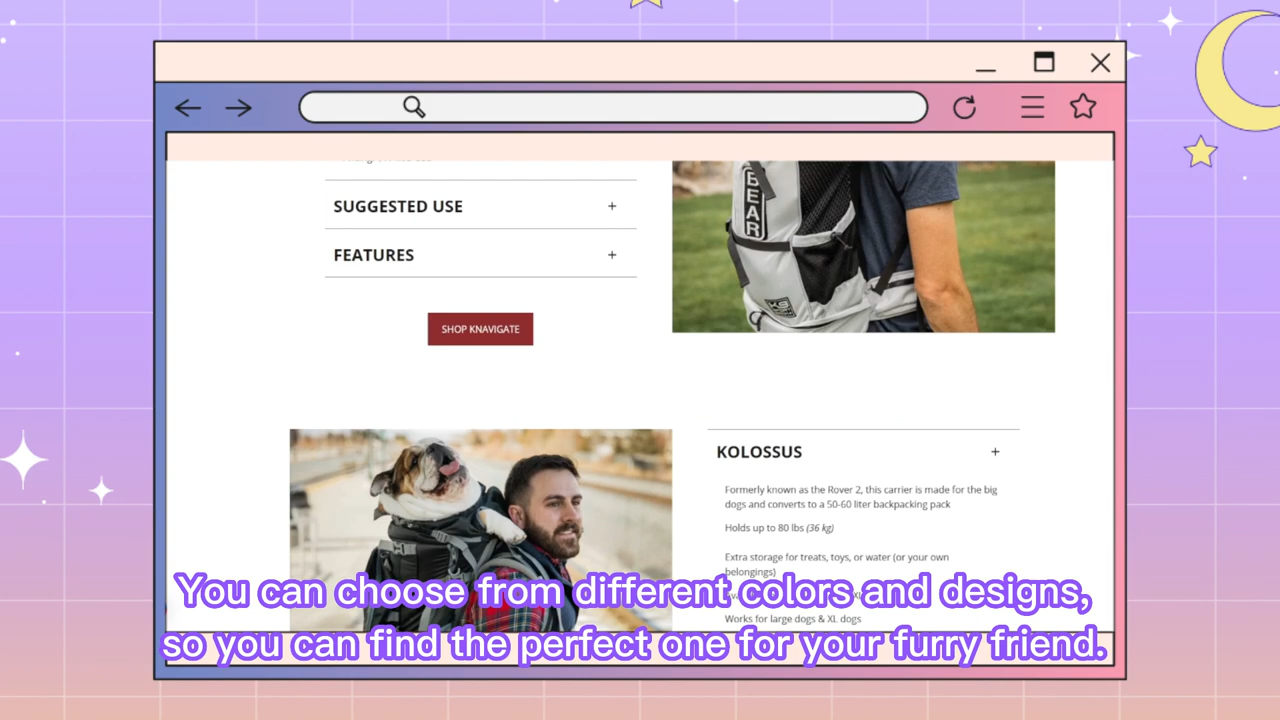 SUGGESTED USE +
FEATURES +
SHOP KNAVIGATE
BEAR
KS
KOLOSSUS +
Formerly known as the Rover 2, this carrier is made for the big
dogs and converts to a 50-60 liter backpacking pack
Holds up to 80 lbs (36 kg)
Extra storage for treats, toys, or water (or your own
belongings)
Works for large dogs & XL dogs
You can choose from different colors and designs,
so you can find the perfect one for your furry friend.